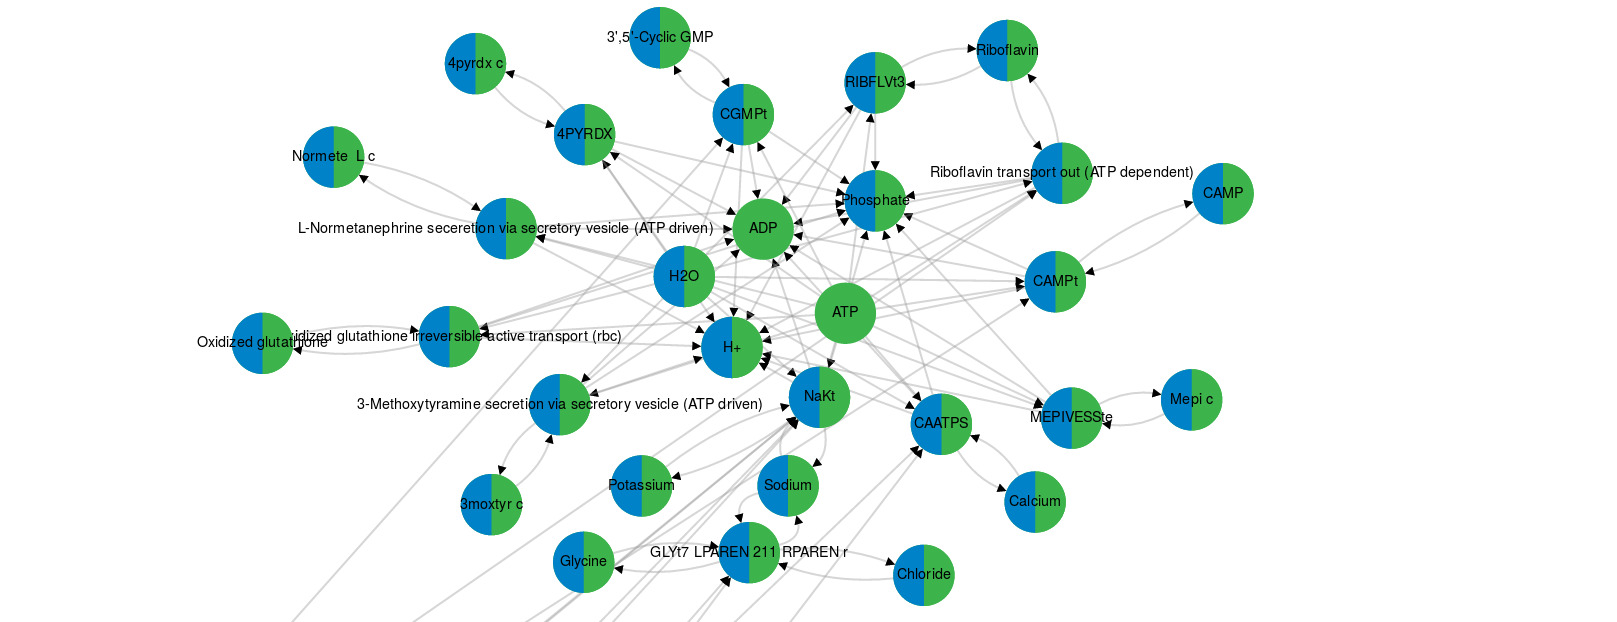 3',5'-Cyclic GMP
Riboflavin
4pyrdx c
RIBFLVt3
CGMPt
4PYRDX
Normete  L c
Riboflavin transport out (ATP dependent)
CAMP
Phosphate
L-Normetanephrine seceretion via secretory vesicle (ATP driven)
ADP
H2O
CAMPt
ATP
Oxidized glutathione
idized glutathione irreversible active transport (rbc)
H+
3-Methoxytyramine secretion via secretory vesicle (ATP driven)
NaKt
Mepi c
MEPIVESSte
CAATPS
Potassium
Sodium
3moxtyr c
Calcium
GLYt7 LPAREN 211 RPAREN r
Glycine
Chloride